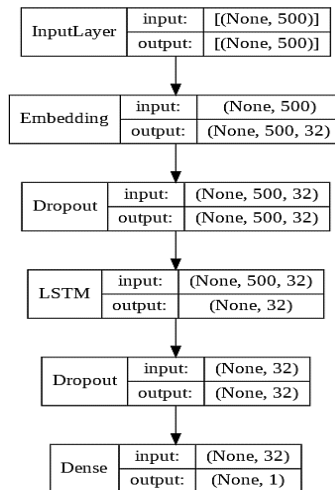 InputLayer
input: [(None, 500)]
output: [(None, 500)]
Embedding
input: (None, 500)
output: (None, 500, 32)
Dropout
input: (None, 500, 32)
output: (None, 500, 32)
LSTM
input: (None, 500, 32)
output: (None, 32)
Dropout
input: (None, 32)
output: (None, 32)
Dense
input: (None, 32)
output: (None, 1)